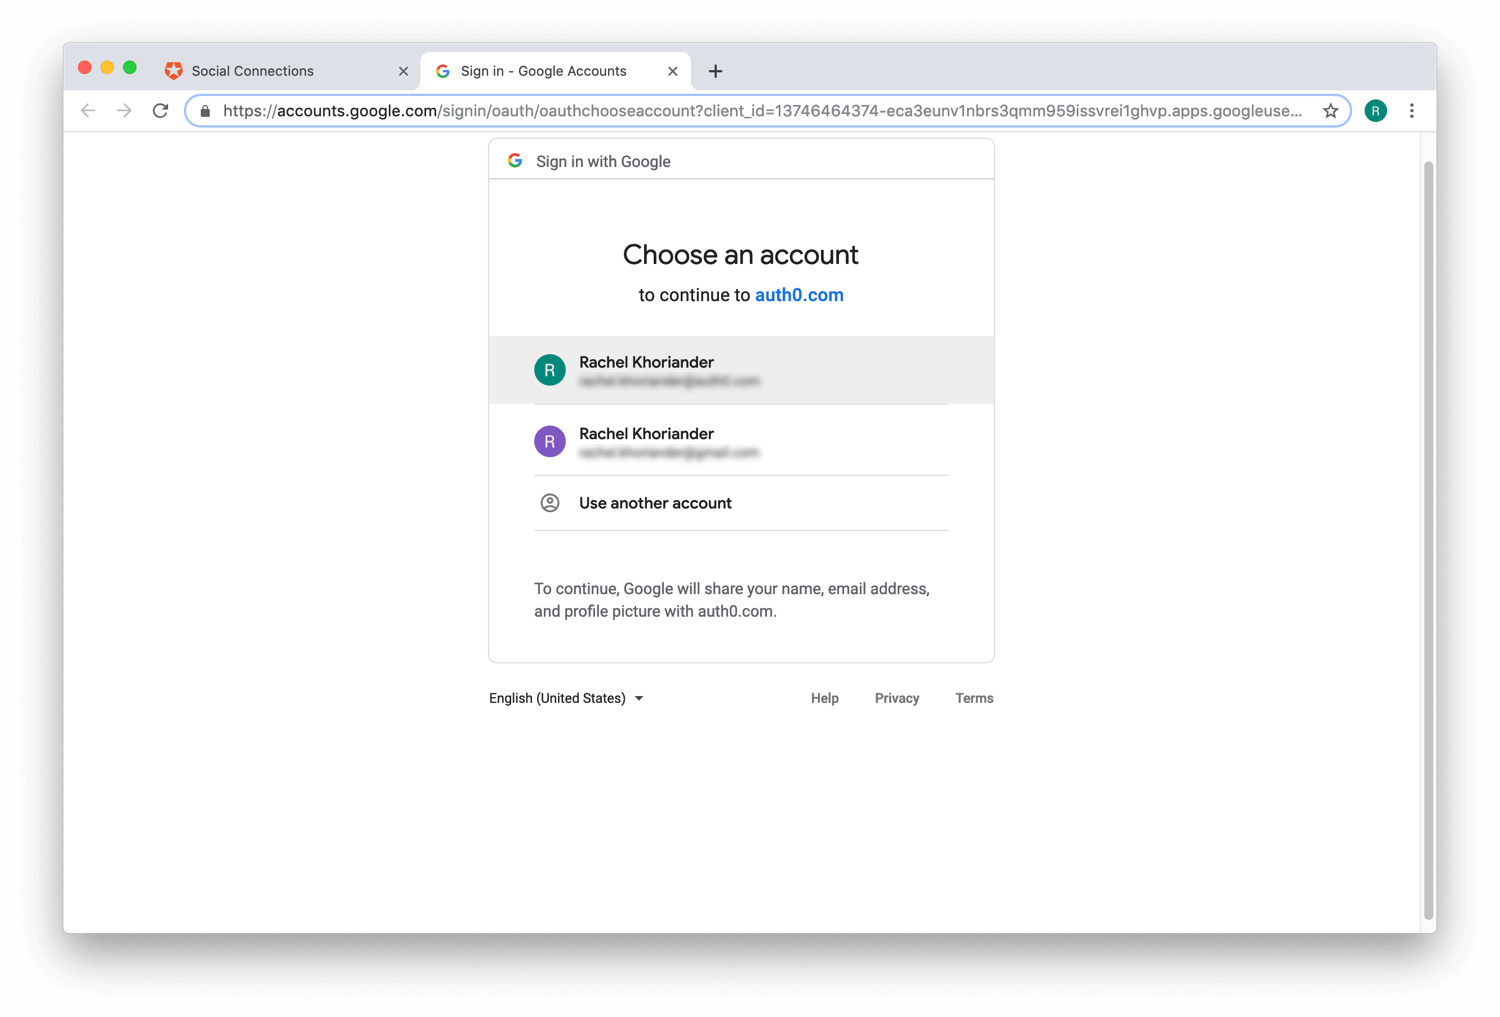 Social Connections
Sign in - Google Accounts
https://accounts.google.com/signin/oauth/oauthchooseaccount?client_id=13746464374-eca3eunv1nbrs3qmm959issvrei1ghvp.apps.googleuse...
R
Sign in with Google
Choose an account
to continue to auth0.com
R
Rachel Khoriander
R
Rachel Khoriander
Use another account
To continue, Google will share your name, email address,
and profile picture with auth0.com.
English (United States)
Help Privacy Terms